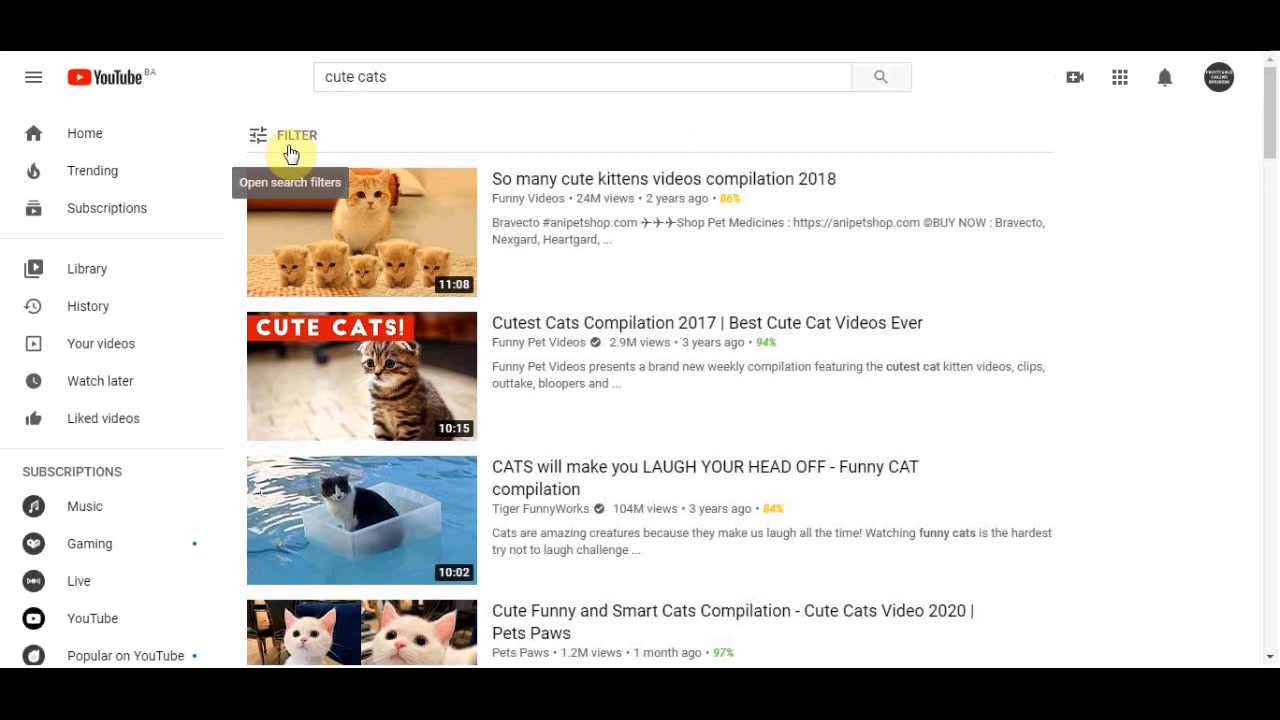 YouTube BA
cute cats
Home
Trending
Subscriptions
Library
History
Your videos
Watch later
Liked videos
SUBSCRIPTIONS
Music
Gaming
Live
YouTube
Popular on YouTube
FILTER
Open search filters
11:08
So many cute kittens videos compilation 2018
Funny Videos • 24M views • 2 years ago • 86%
Bravecto #anipetshop.com ✈✈✈Shop Pet Medicines : https://anipetshop.com ©BUY NOW : Bravecto,
Nexgard, Heartgard, ...
CUTE CATS!
10:15
Cutest Cats Compilation 2017 | Best Cute Cat Videos Ever
Funny Pet Videos 2.9M views • 3 years ago • 94%
Funny Pet Videos presents a brand new weekly compilation featuring the cutest cat kitten videos, clips,
outtake, bloopers and ...
10:02
CATS will make you LAUGH YOUR HEAD OFF - Funny CAT
compilation
Tiger FunnyWorks 104M views • 3 years ago • 84%
Cats are amazing creatures because they make us laugh all the time! Watching funny cats is the hardest
try not to laugh challenge ...
Cute Funny and Smart Cats Compilation - Cute Cats Video 2020 |
Pets Paws
Pets Paws • 1.2M views • 1 month ago • 97%